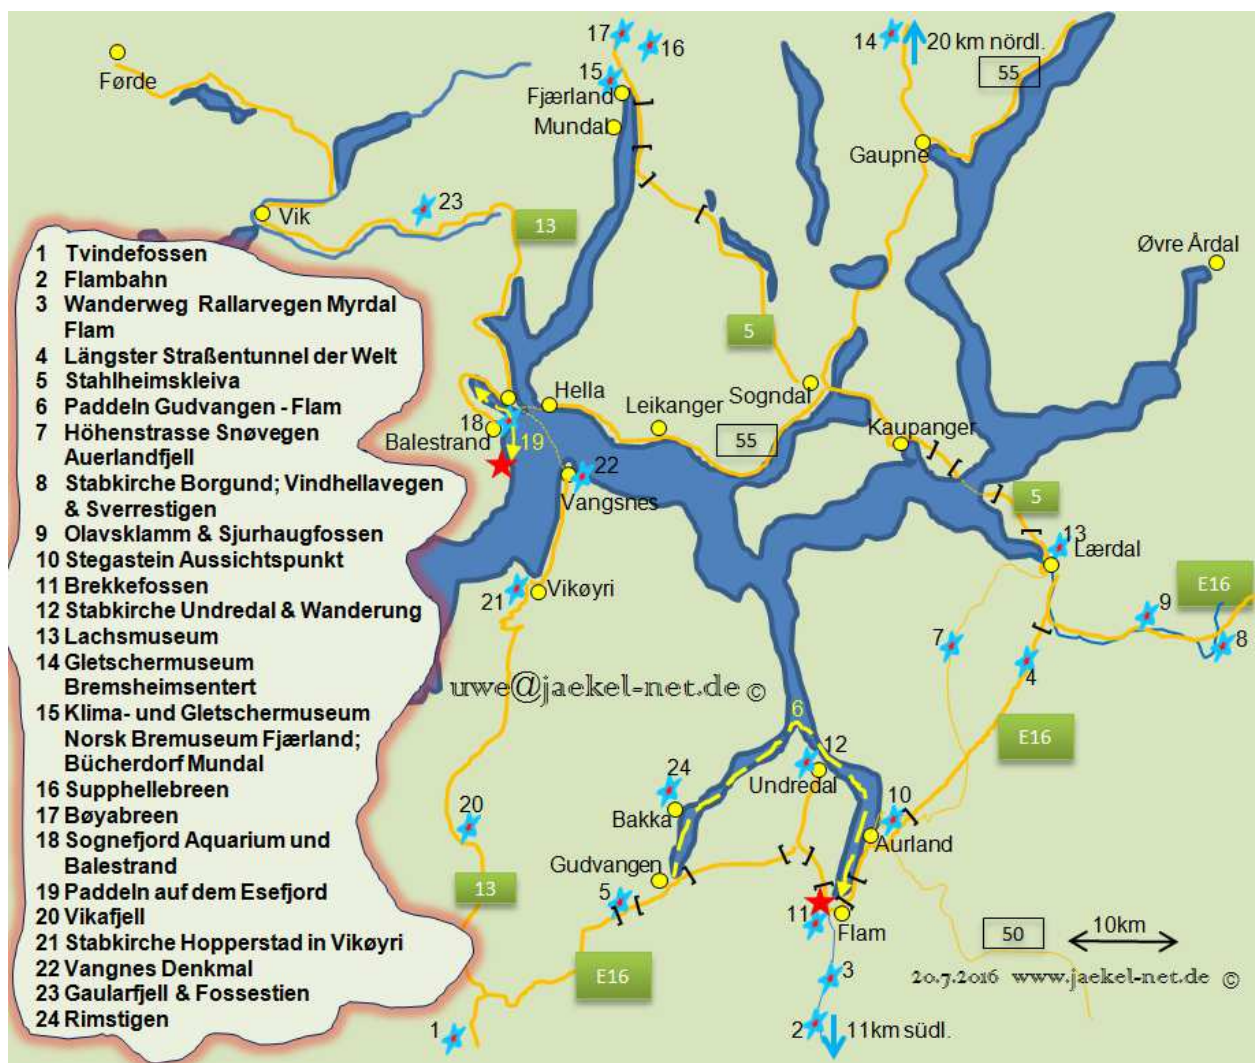 17
16
14
20 km nördl.
55
Førde
15
Fjærland
Mundal
Gaupne
Vik
23
13
Øvre Årdal
1 Tvindefossen
2 Flambahn
3 Wanderweg Rallarvegen Myrdal
Flam
4 Längster Straßentunnel der Welt
5 Stahlheimskleiva
6 Paddeln Gudvangen - Flam
7 Höhenstrasse Snøvegen
Auerlandfjell
8 Stabkirche Borgund; Vindhellavegen
& Sverrestigen
9 Olavsklamm & Sjurhaugfossen
10 Stegastein Aussichtspunkt
11 Brekkefossen
12 Stabkirche Undredal & Wanderung
13 Lachsmuseum
14 Gletschermuseum
Bremsheimsentert
15 Klima- und Gletschermuseum
Norsk Bremuseum Fjærland;
Bücherdorf Mundal
16 Supphellebreen
17 Bøyabreen
18 Sognefjord Aquarium und
Balestrand
19 Paddeln auf dem Esefjord
20 Vikafjell
21 Stabkirche Hopperstad in Vikøyri
22 Vangnes Denkmal
23 Gaularfjell & Fossestien
24 Rimstigen
5
Hella
Leikanger
Sogndal
18
Balestrand
19
55
Kaupanger
22
Vangsnes
5
13
Lærdal
21
Vikøyri
E16
9
8
7
4
uwe@jaekel-net.de ©
6
E16
12
24
Undredal
10
Bakka
20
Aurland
Gudvangen
13
5
11
Flam
50
10km
E16
3
20.7.2016 www.jaekel-net.de ©
1
2
11km südl.